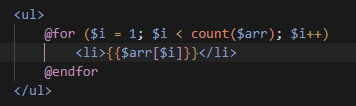 <ul>
@for ($i = 1; $i < count($arr); $i++)
<li>{{$arr[$i]}}</li>
@endfor
</ul>